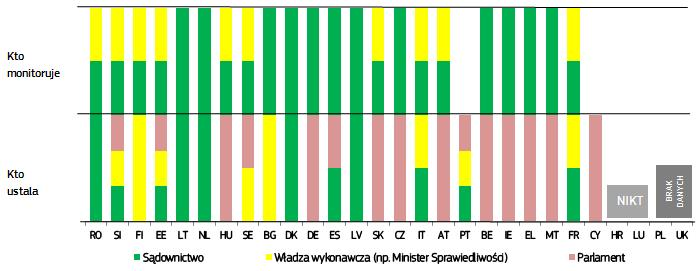 Kto
monitoruje
Kto
ustala
NIKT
BRAK
DANYCH
RO SI FI EE LT NL HU SE BG DK DE ES LV SK CZ IT AT PT BE IE EL MT FR CY HR LU PL UK
Sądownictwo Władza wykonawcza (np. Minister Sprawiedliwości) Parlament